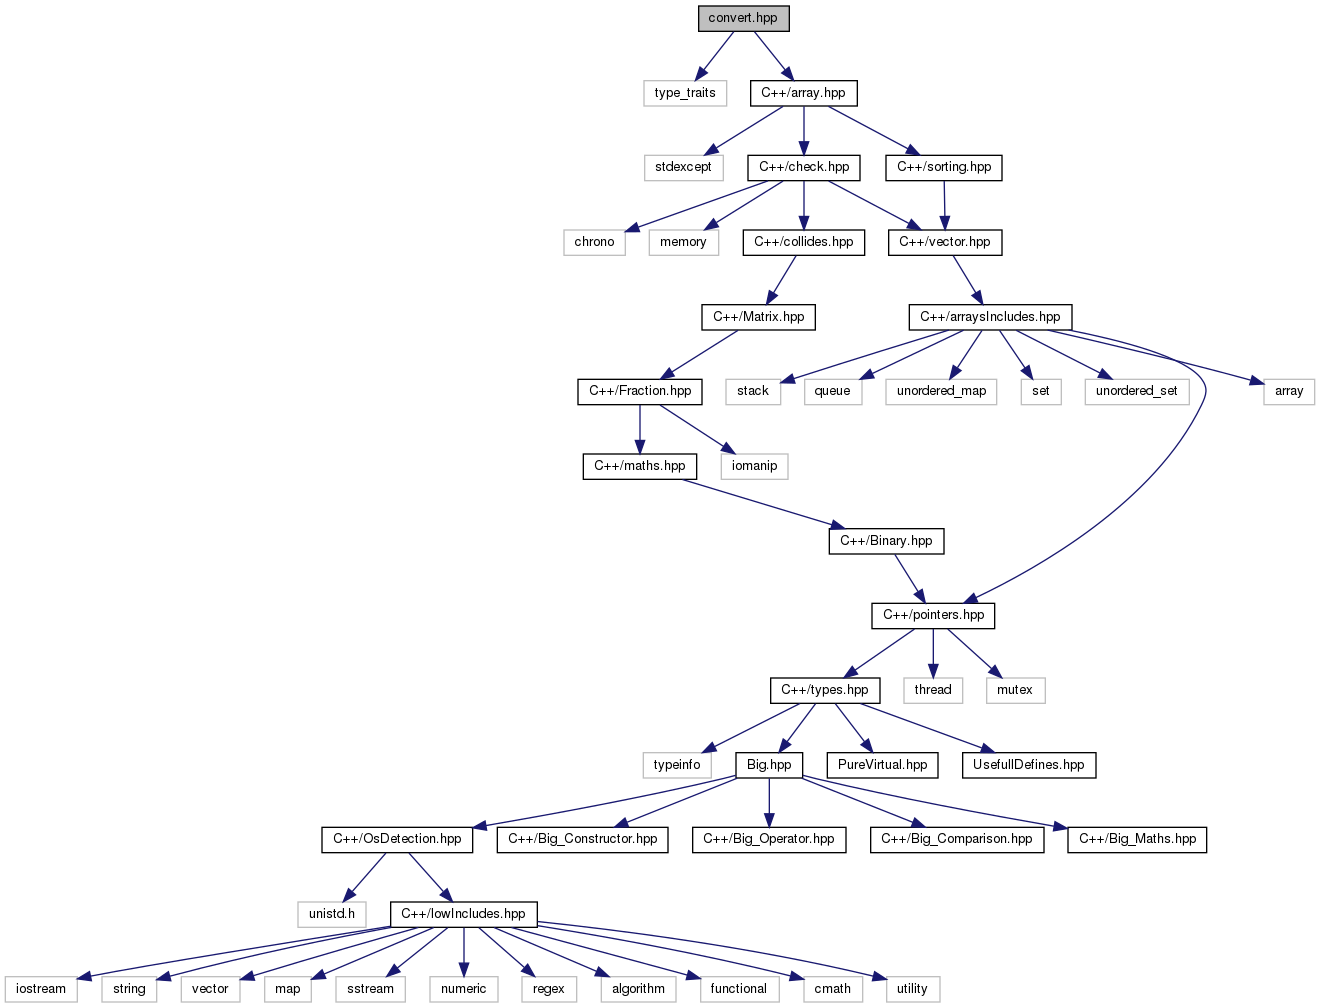 convert.hpp
type_traits
C++/array.hpp
stdexcept
C++/check.hpp
C++/sorting.hpp
chrono
memory
C++/collides.hpp
C++/vector.hpp
C++/Matrix.hpp
C++/arraysIncludes.hpp
C++/Fraction.hpp
stack
queue
unordered_map
set
unordered_set
array
C++/maths.hpp
iomanip
C++/Binary.hpp
C++/pointers.hpp
C++/types.hpp
thread
mutex
typeinfo
Big.hpp
PureVirtual.hpp
UsefullDefines.hpp
C++/OsDetection.hpp
C++/Big_Constructor.hpp
C++/Big_Operator.hpp
C++/Big_Comparison.hpp
C++/Big_Maths.hpp
unistd.h
C++/lowIncludes.hpp
iostream
string
vector
map
sstream
numeric
regex
algorithm
functional
cmath
utility